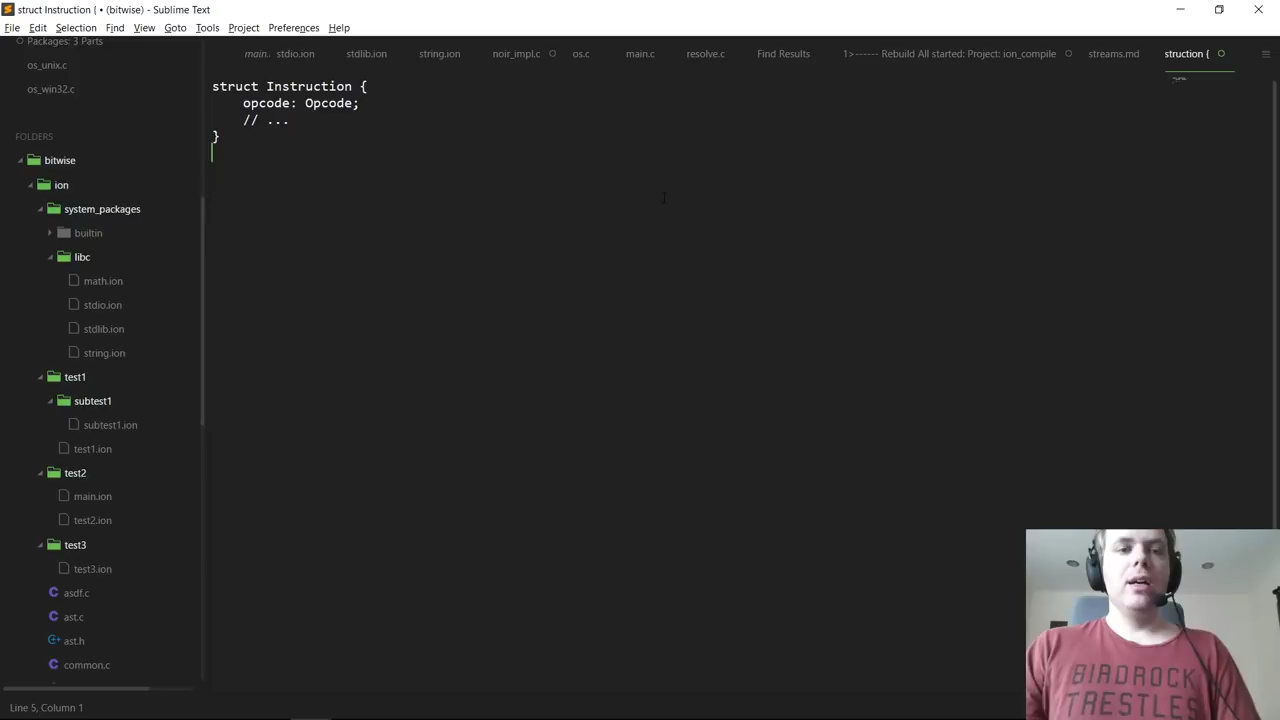 struct Instruction { • (bitwise) - Sublime Text
File Edit Selection Find View Goto Tools Project Preferences Help
Packages: 3 Parts
os_unix.c
os_win32.c
FOLDERS
bitwise
ion
system_packages
builtin
libc
math.ion
stdio.ion
stdlib.ion
string.ion
test1
subtest1
subtest1.ion
test1.ion
test2
main.ion
test2.ion
test3
test3.ion
asdf.c
ast.c
ast.h
common.c
main. stdio.ion stdlib.ion string.ion noir_impl.c os.c main.c resolve.c Find Results 1>------ Rebuild All started: Project: ion_compile streams.md struction {
struct Instruction {
opcode: Opcode;
// ...
}
BIRDROCK
TRESTLES
Line 5, Column 1